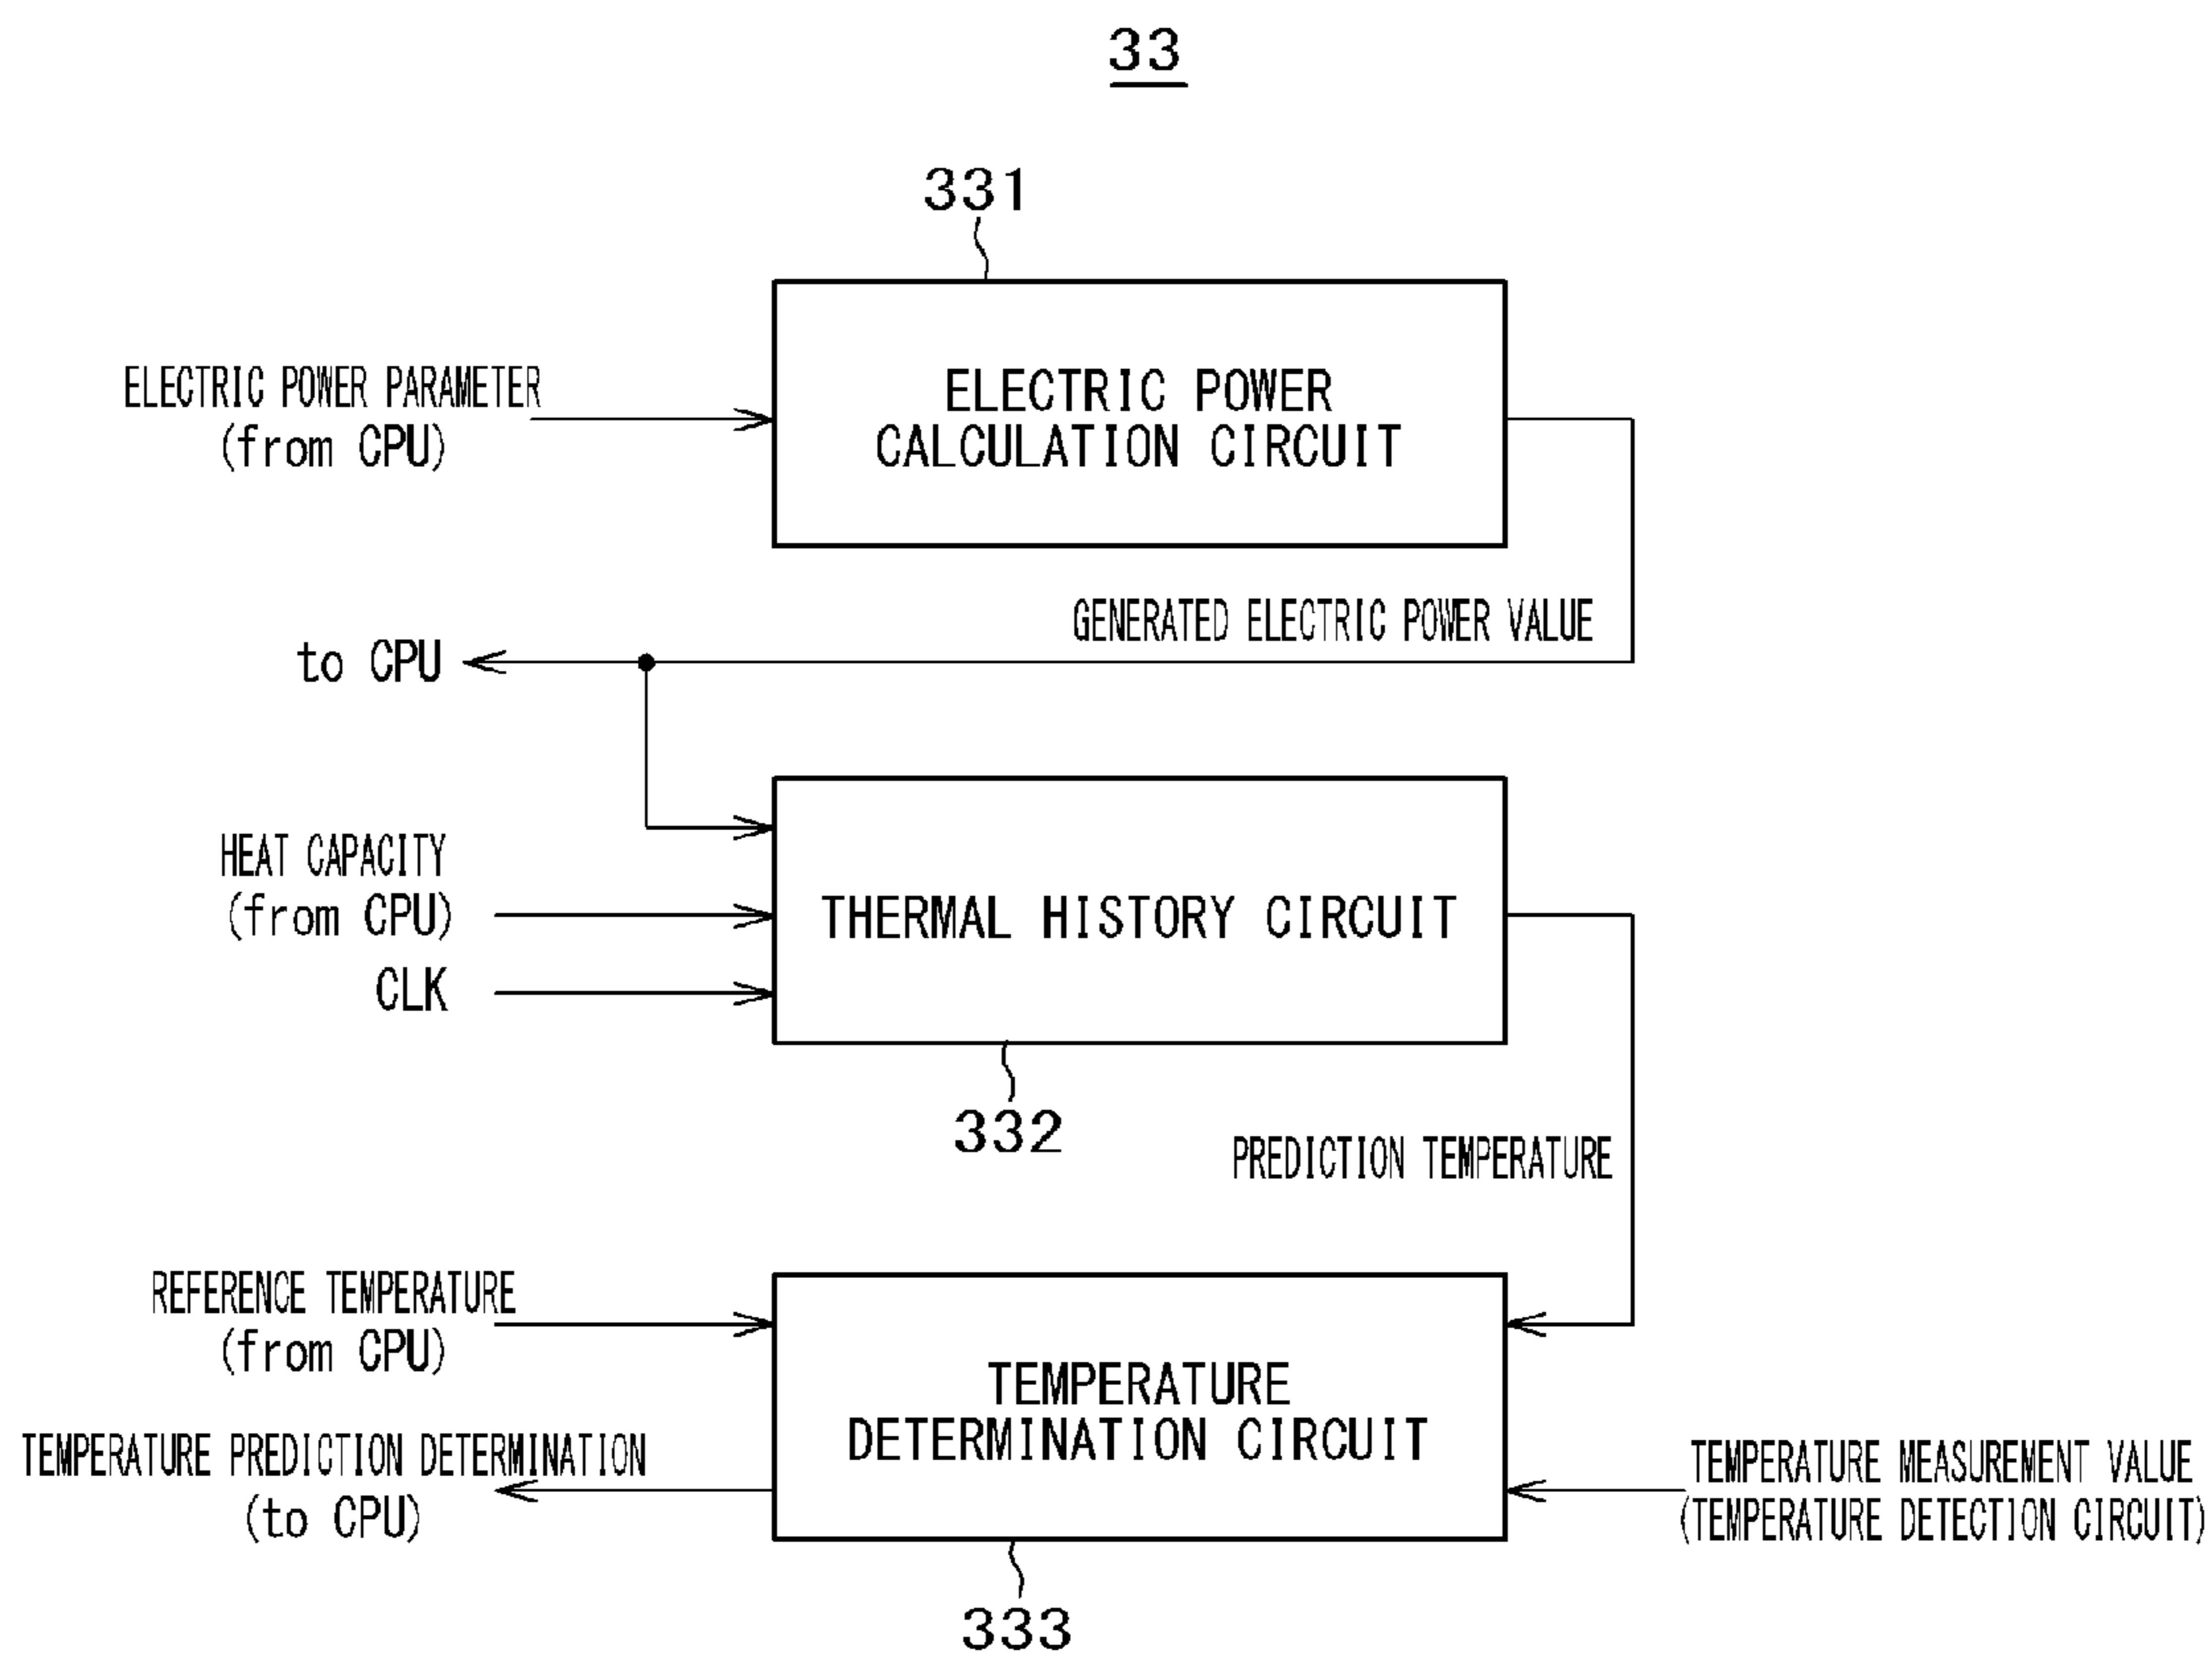 33
331
ELECTRIC POWER PARAMETER
(from CPU)
ELECTRIC POWER
CALCULATION CIRCUIT
GENERATED ELECTRIC POWER VALUE
to CPU
HEAT CAPACITY
(from CPU)
CLK
THERMAL HISTORY CIRCUIT
332
PREDICTION TEMPERATURE
REFERENCE TEMPERATURE
(from CPU)
TEMPERATURE
DETERMINATION CIRCUIT
TEMPERATURE PREDICTION DETERMINATION
(to CPU)
TEMPERATURE MEASUREMENT VALUE
(TEMPERATURE DETECTION CIRCUIT)
333